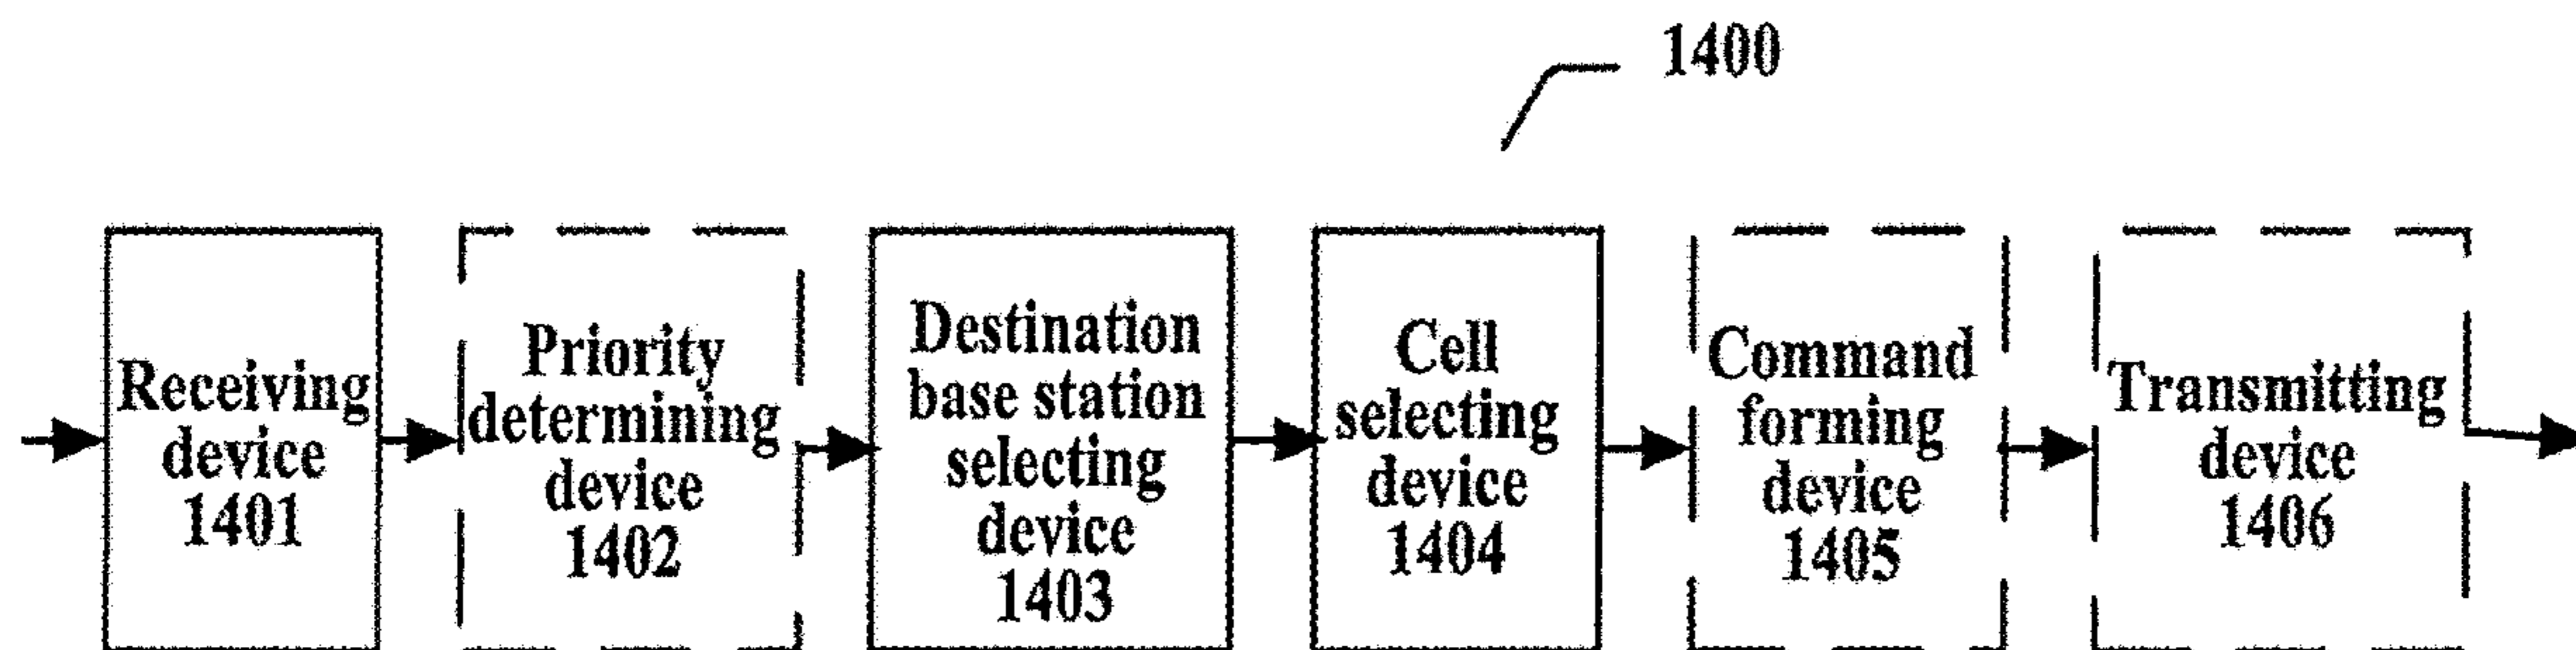 1400
Receiving
device
1401
Priority
determining
device
1402
Destination
base station
selecting
device
1403
Cell
selecting
device
1404
Command
forming
device
1405
Transmitting
device
1406